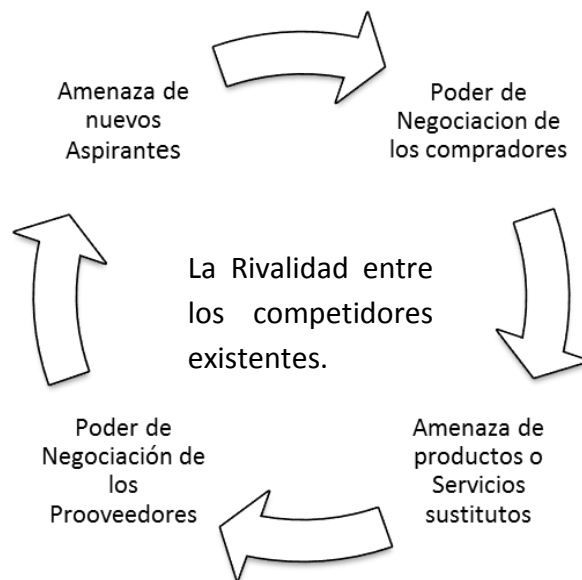 Amenaza de
nuevos
Aspirantes
Poder de
Negociacion de
los compradores
La Rivalidad entre
los competidores
existentes.
Poder de
Negociación de
los
Prooveedores
Amenaza de
productos o
Servicios
sustitutos